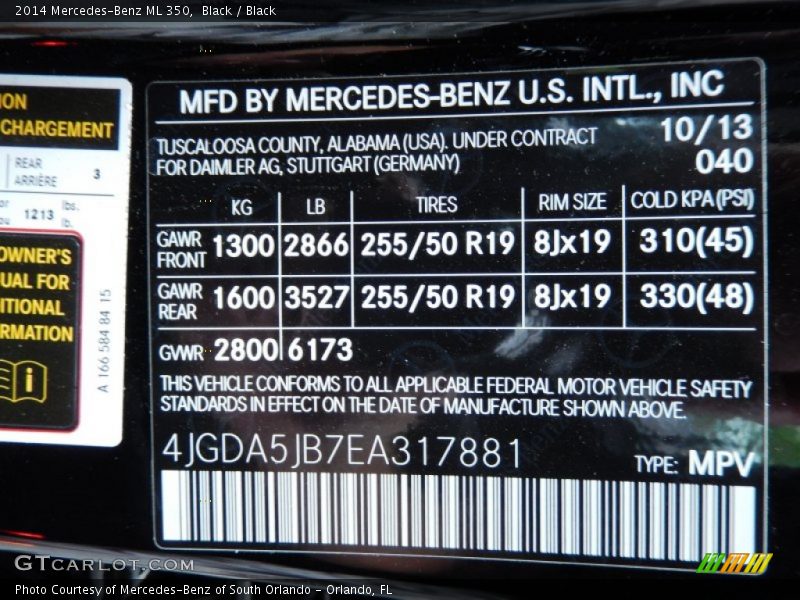 2014 Mercedes-Benz ML 350, Black / Black
ION
CHARGEMENT
REAR
ARRIÈRE
3
or
ou
1213
lbs.
lb.
OWNER'S
UAL FOR
ITIONAL
RMATION
i
A 166 584 84 15
MFD BY MERCEDES-BENZ U.S. INTL., INC
TUSCALOOSA COUNTY, ALABAMA (USA). UNDER CONTRACT
FOR DAIMLER AG, STUTTGART (GERMANY)
10/13
040
KG LB TIRES RIM SIZE COLD KPA(PSI)
GAWR FRONT 1300 2866 255/50 R19 8Jx19 310(45)
GAWR REAR 1600 3527 255/50 R19 8Jx19 330(48)
GWR 2800 6173
THIS VEHICLE CONFORMS TO ALL APPLICABLE FEDERAL MOTOR VEHICLE SAFETY
STANDARDS IN EFFECT ON THE DATE OF MANUFACTURE SHOWN ABOVE.
4JGDA5JB7EA317881
TYPE: MPV
GTCARLOT.COM
Photo Courtesy of Mercedes-Benz of South Orlando - Orlando, FL